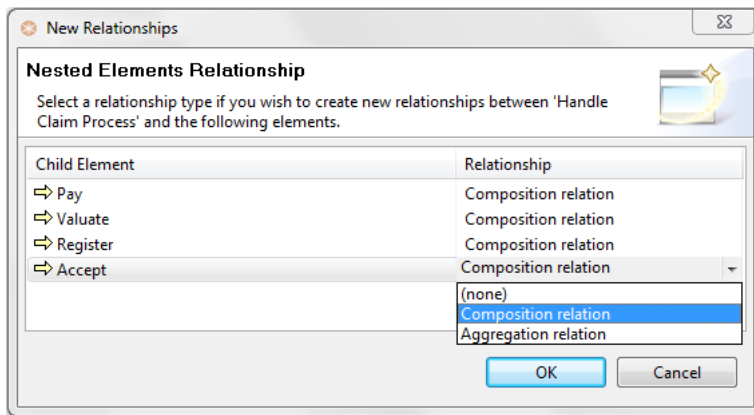 New Relationships
Nested Elements Relationship
Select a relationship type if you wish to create new relationships between 'Handle
Claim Process' and the following elements.
Child Element Relationship
Pay Composition relation
Valuate Composition relation
Register Composition relation
Accept Composition relation
(none)
Composition relation
Aggregation relation
OK Cancel